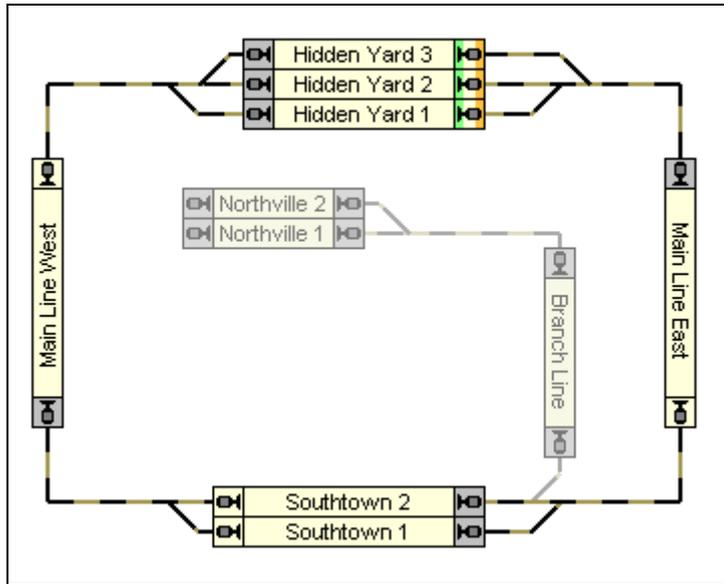 Hidden Yard 3
Hidden Yard 2
Hidden Yard 1
Main Line West
Northville 2
Northville 1
Branch Line
Main Line East
Southtown 2
Southtown 1